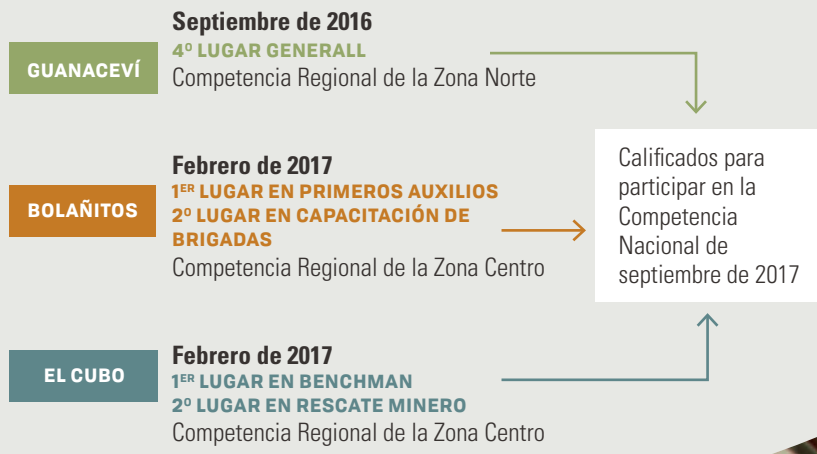 GUANACEVÍ
Septiembre de 2016
4º LUGAR GENERALL
Competencia Regional de la Zona Norte
BOLAÑITOS
Febrero de 2017
1ER LUGAR EN PRIMEROS AUXILIOS
2º LUGAR EN CAPACITACIÓN DE
BRIGADAS
Competencia Regional de la Zona Centro
EL CUBO
Febrero de 2017
1ER LUGAR EN BENCHMAN
2º LUGAR EN RESCATE MINERO
Competencia Regional de la Zona Centro
Calificados para
participar en la
Competencia
Nacional de
septiembre de 2017